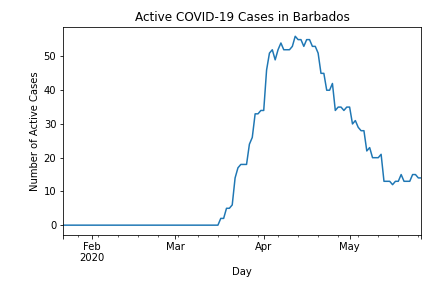 Active COVID-19 Cases in Barbados
Number of Active Cases
50
40
30
20
10
0
Feb
2020
Mar
Apr
May
Day